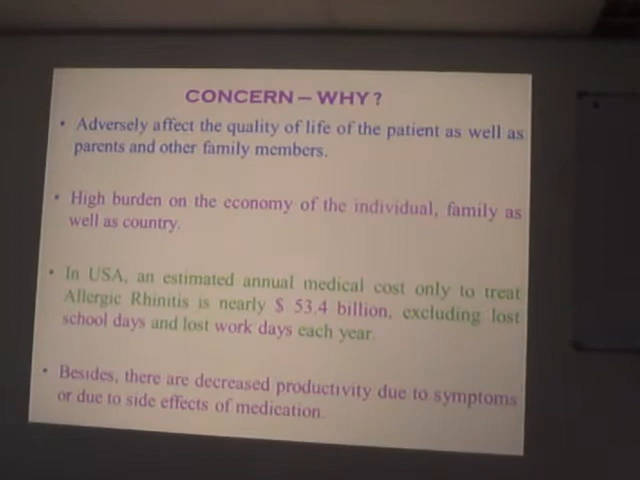 CONCERN – WHY?
• Adversely affect the quality of life of the patient as well as
parents and other family members.
• High burden on the economy of the individual, family as
well as country.
• In USA, an estimated annual medical cost only to treat
Allergic Rhinitis is nearly $ 53.4 billion, excluding lost
school days and lost work days each year.
• Besides, there are decreased productivity due to symptoms
or due to side effects of medication.